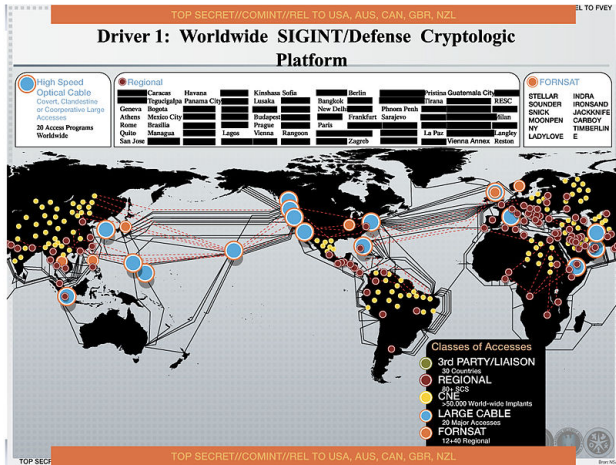 TOP SECRET//COMINT//REL TO USA, AUS, CAN, GBR, NZL
EL TO FVEY
Driver 1: Worldwide SIGINT/Defense Cryptologic
Platform
High Speed
Optical Cable
Covert, Clandestine
or Cooperative Large
Accesses
20 Access Programs
Worldwide
Regional
Caracas Havana Kinshasa Sofia Berlin Pristina Guatemala City
Tegucigalpa Panama City Lusaka Bangkok Tirana RESC
Geneva Bogota New Delhi Phnom Penh
Athens Mexico City Budapest Frankfurt Sarajevo Milan
Rome Brasilia Prague Paris
Quito Managua Lagos Vienna Rangoon La Paz Langley
San Jose Zagreb Vienna Annex Reston
FORNSAT
STELLAR INDRA
SOUNDER IRONSAND
SNICK JACKKNIFE
MOONPEN CARBOY
NY TIMBERLIN
LADYLOVE E
Classes of Accesses
3rd PARTY/LIAISON
30 Countries
REGIONAL
80+ SCS
CNE
>50.000 World-wide Implants
LARGE CABLE
20 Major Accesses
FORNSAT
12+40 Regional
TOP SECR
TOP SECRET//COMINT//REL TO USA, AUS, CAN, GBR, NZL